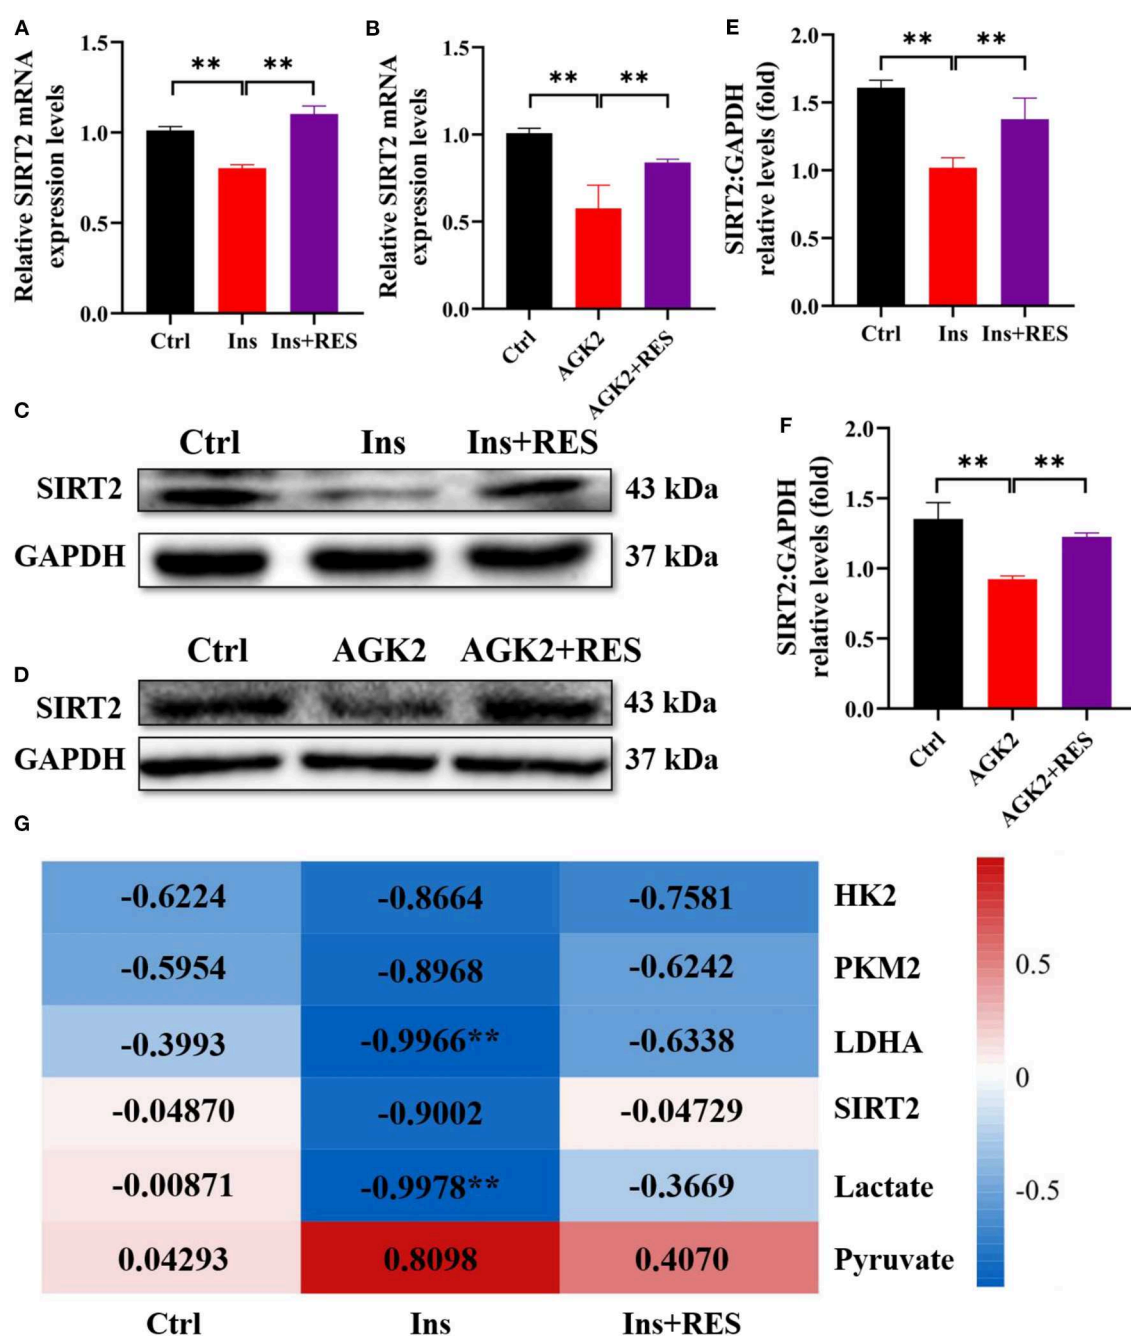 A
Relative SIRT2 mRNA
expression levels
1.5
1.0
0.5
0.0
** **
Ctrl Ins Ins+RES
B
Relative SIRT2 mRNA
expression levels
1.5
1.0
0.5
0.0
** **
Ctrl AGK2 AGK2+RES
E
SIRT2:GAPDH
relative levels (fold)
2.0
1.5
1.0
0.5
0.0
** **
Ctrl Ins Ins+RES
C
Ctrl Ins Ins+RES
SIRT2 43 kDa
GAPDH 37 kDa
D
Ctrl AGK2 AGK2+RES
SIRT2 43 kDa
GAPDH 37 kDa
F
SIRT2:GAPDH
relative levels (fold)
2.0
1.5
1.0
0.5
0.0
** **
Ctrl AGK2 AGK2+RES
G
-0.6224 -0.8664 -0.7581 HK2
-0.5954 -0.8968 -0.6242 PKM2
-0.3993 -0.9966** -0.6338 LDHA
-0.04870 -0.9002 -0.04729 SIRT2
-0.00871 -0.9978** -0.3669 Lactate
0.04293 0.8098 0.4070 Pyruvate
Ctrl Ins Ins+RES
0.5
0
-0.5